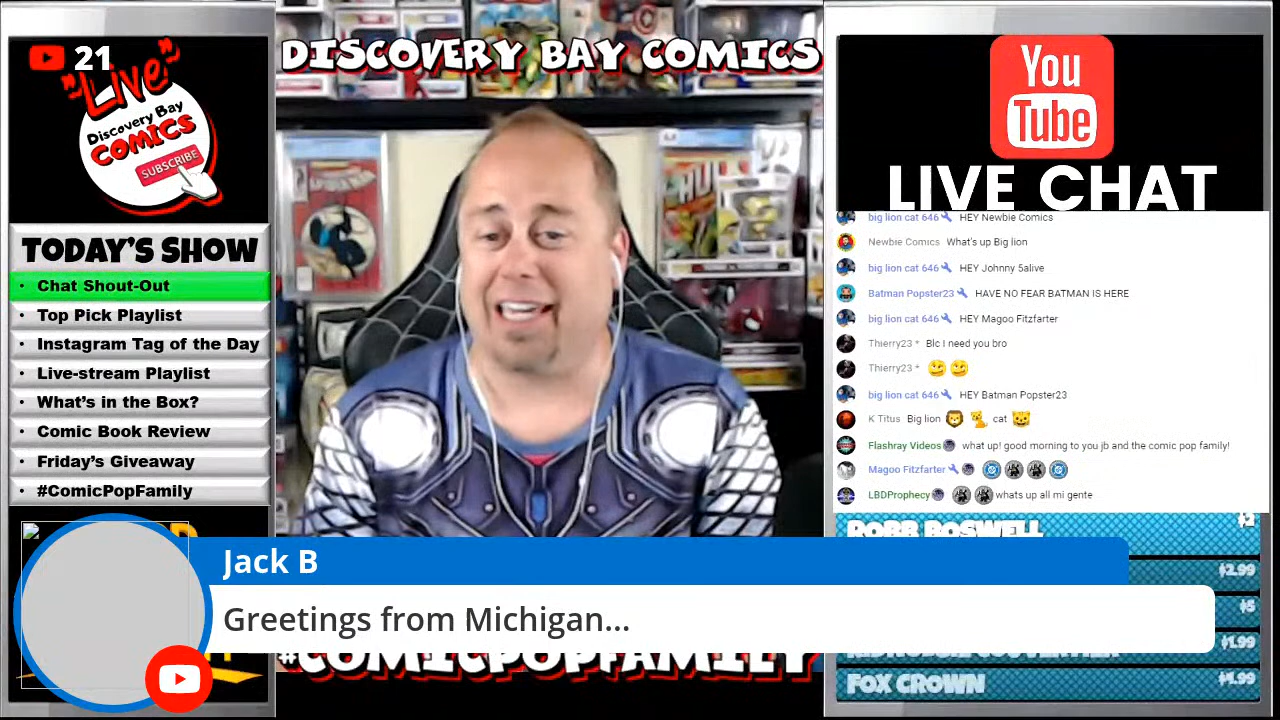 21
"Live"
Discovery Bay
COMICS
SUBSCRIBE
TODAY'S SHOW
· Chat Shout-Out
· Top Pick Playlist
· Instagram Tag of the Day
· Live-stream Playlist
· What's in the Box?
· Comic Book Review
· Friday's Giveaway
· #ComicPopFamily
DISCOVERY BAY COMICS
HULK
You
Tube
LIVE CHAT
big lion cat 646 HEY Newbie Comics
Newbie Comics What's up Big lion
big lion cat 646 HEY Johnny 5alive
Batman Popster23 HAVE NO FEAR BATMAN IS HERE
big lion cat 646 HEY Magoo Fitzfarter
Thierry23 * Blc I need you bro
Thierry23 *
big lion cat 646 HEY Batman Popster23
K Titus Big lion 🦁 🐈 cat 😺
Flashray Videos what up! good morning to you jb and the comic pop family!
Magoo Fitzfarter
LBDProphecy whats up all mi gente
ROBB BOSWELL $2
$2.99
$5
$1.99
FOX CROWN $4.99
Jack B
Greetings from Michigan...
#COMICPOPFAMILY